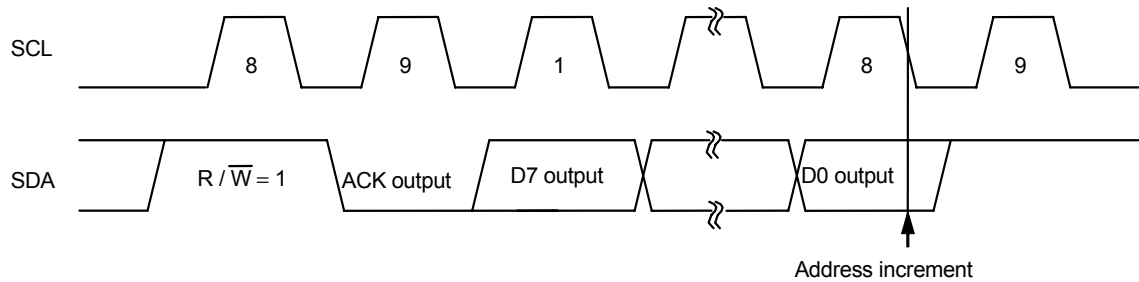 SCL
8 9 1 8 9
SDA
R / W̅ = 1 ACK output D7 output D0 output
Address increment